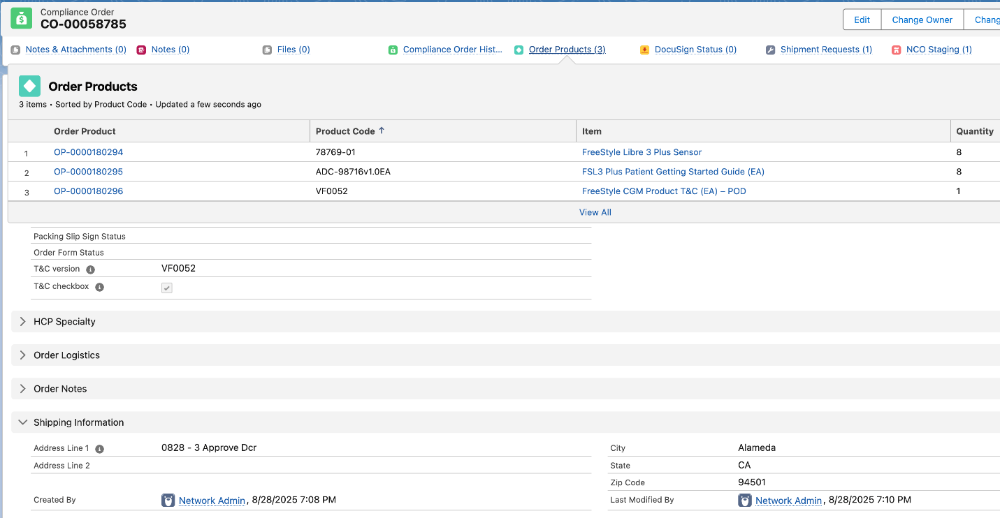 Compliance Order
CO-00058785
Edit Change Owner Chang
Notes & Attachments (0) Notes (0) Files (0) Compliance Order Hist... Order Products (3) DocuSign Status (0) Shipment Requests (1) NCO Staging (1)
Order Products
3 items • Sorted by Product Code • Updated a few seconds ago
Order Product Product Code ↑ Item Quantity
1 OP-0000180294 78769-01 FreeStyle Libre 3 Plus Sensor 8
2 OP-0000180295 ADC-98716v1.0EA FSL3 Plus Patient Getting Started Guide (EA) 8
3 OP-0000180296 VF0052 FreeStyle CGM Product T&C (EA) – POD 1
View All
Packing Slip Sign Status
Order Form Status
T&C version VF0052
T&C checkbox
HCP Specialty
Order Logistics
Order Notes
Shipping Information
Address Line 1 0828 - 3 Approve Dcr City Alameda
Address Line 2 State CA
Zip Code 94501
Created By Network Admin, 8/28/2025 7:08 PM Last Modified By Network Admin, 8/28/2025 7:10 PM